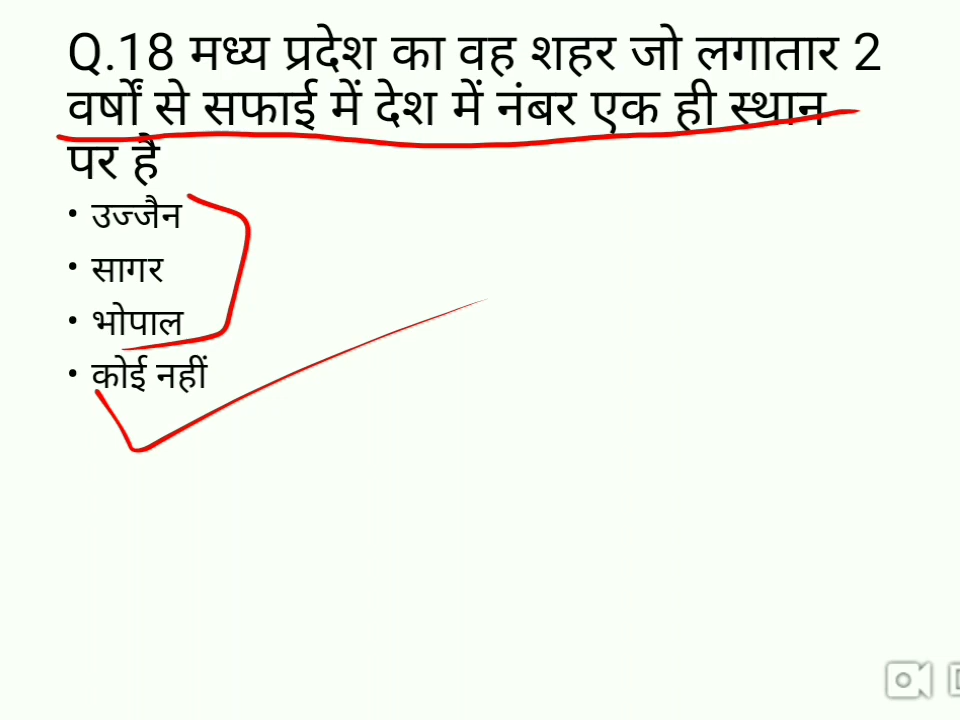 Q.18 मध्य प्रदेश का वह शहर जो लगातार 2
वर्षों से सफाई में देश में नंबर एक ही स्थान
पर है
• उज्जैन
• सागर
• भोपाल
• कोई नहीं